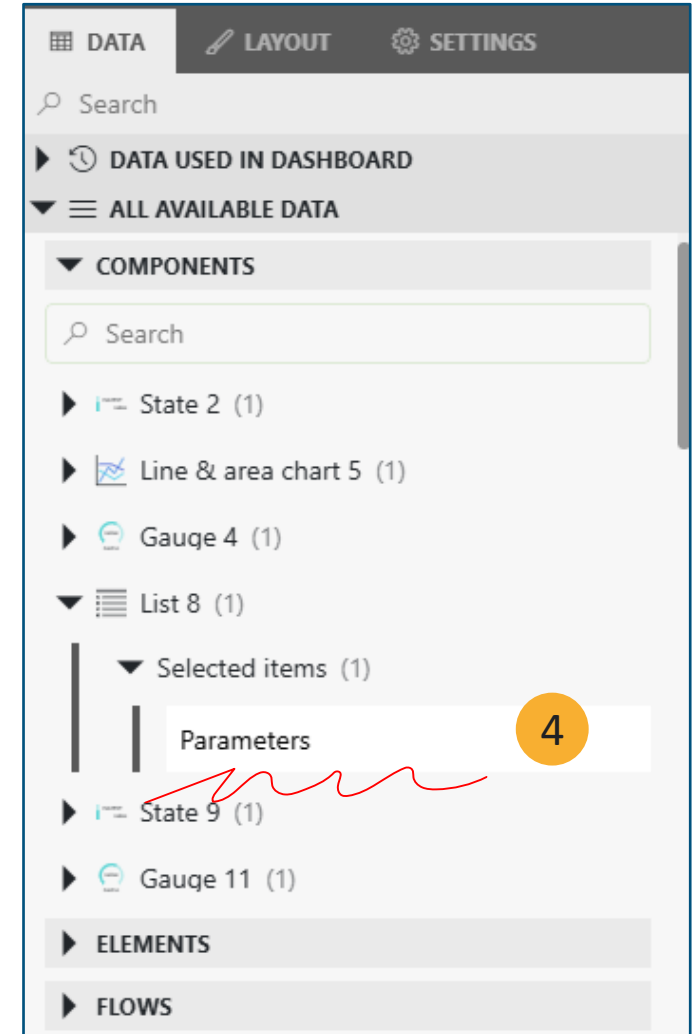 DATA LAYOUT SETTINGS
Search
DATA USED IN DASHBOARD
ALL AVAILABLE DATA
COMPONENTS
Search
State 2 (1)
Line & area chart 5 (1)
Gauge 4 (1)
List 8 (1)
Selected items (1)
Parameters 4
State 9 (1)
Gauge 11 (1)
ELEMENTS
FLOWS